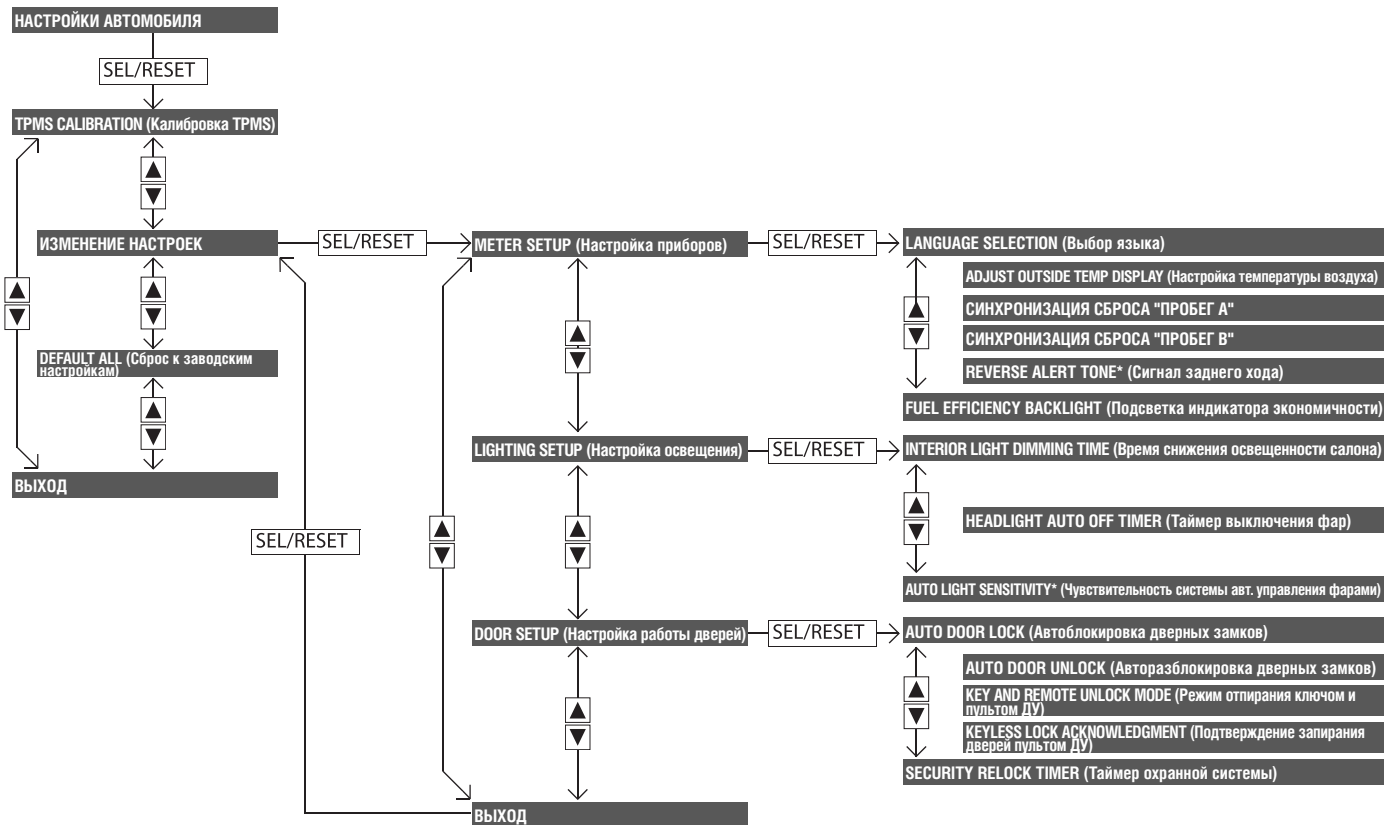 НАСТРОЙКИ АВТОМОБИЛЯ
SEL/RESET
TPMS CALIBRATION (Калибровка TPMS)
ИЗМЕНЕНИЕ НАСТРОЕК
SEL/RESET
METER SETUP (Настройка приборов)
SEL/RESET
LANGUAGE SELECTION (Выбор языка)
ADJUST OUTSIDE TEMP DISPLAY (Настройка температуры воздуха)
СИНХРОНИЗАЦИЯ СБРОСА "ПРОБЕГ А"
СИНХРОНИЗАЦИЯ СБРОСА "ПРОБЕГ В"
DEFAULT ALL (Сброс к заводским
настройкам)
REVERSE ALERT TONE* (Сигнал заднего хода)
FUEL EFFICIENCY BACKLIGHT (Подсветка индикатора экономичности)
LIGHTING SETUP (Настройка освещения)
SEL/RESET
INTERIOR LIGHT DIMMING TIME (Время снижения освещенности салона)
ВЫХОД
HEADLIGHT AUTO OFF TIMER (Таймер выключения фар)
SEL/RESET
AUTO LIGHT SENSITIVITY* (Чувствительность системы авт. управления фарами)
DOOR SETUP (Настройка работы дверей)
SEL/RESET
AUTO DOOR LOCK (Автоблокировка дверных замков)
AUTO DOOR UNLOCK (Авторазблокировка дверных замков)
KEY AND REMOTE UNLOCK MODE (Режим отпирания ключом и
пультом ДУ)
KEYLESS LOCK ACKNOWLEDGMENT (Подтверждение запирания
дверей пультом ДУ)
SECURITY RELOCK TIMER (Таймер охранной системы)
ВЫХОД